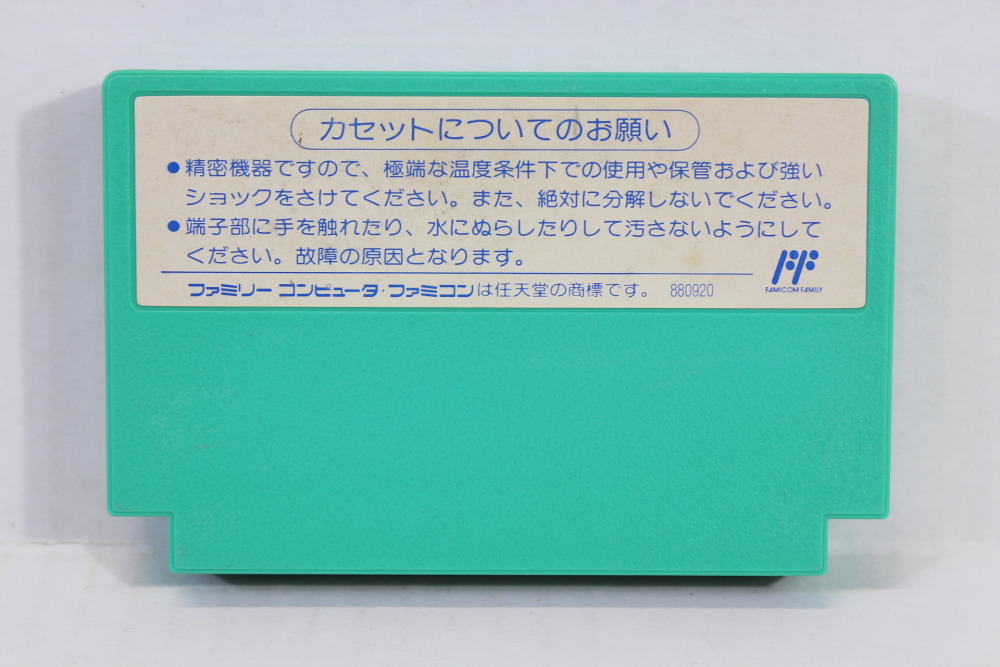 カセットについてのお願い
●精密機器ですので、極端な温度条件下での使用や保管および強い
ショックをさけてください。また、絶対に分解しないでください。
●端子部に手を触れたり、水にぬらしたりして汚さないようにして
ください。故障の原因となります。
ファミリー コンピュータ・ファミコンは任天堂の商標です。 880920
FF
FAMICOM FAMILY